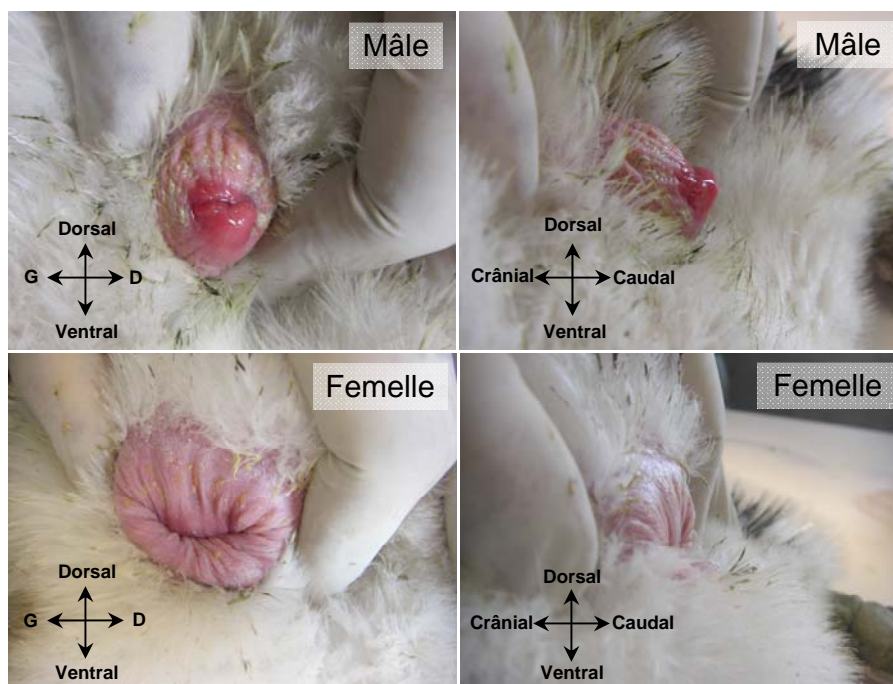 Mâle
Dorsal
G D
Ventral
Mâle
Dorsal
Crânial Caudal
Ventral
Femelle
Dorsal
G D
Ventral
Femelle
Dorsal
Crânial Caudal
Ventral